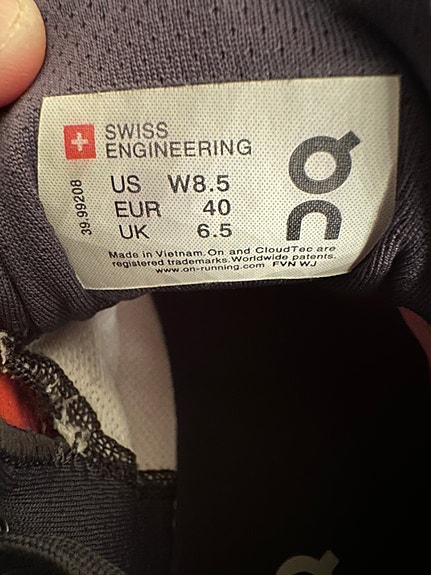 SWISS
ENGINEERING
39.99208
US W8.5
EUR 40
UK 6.5
Made in Vietnam. On and CloudTec are
registered trademarks. Worldwide patents.
www.on-running.com FVN WJ